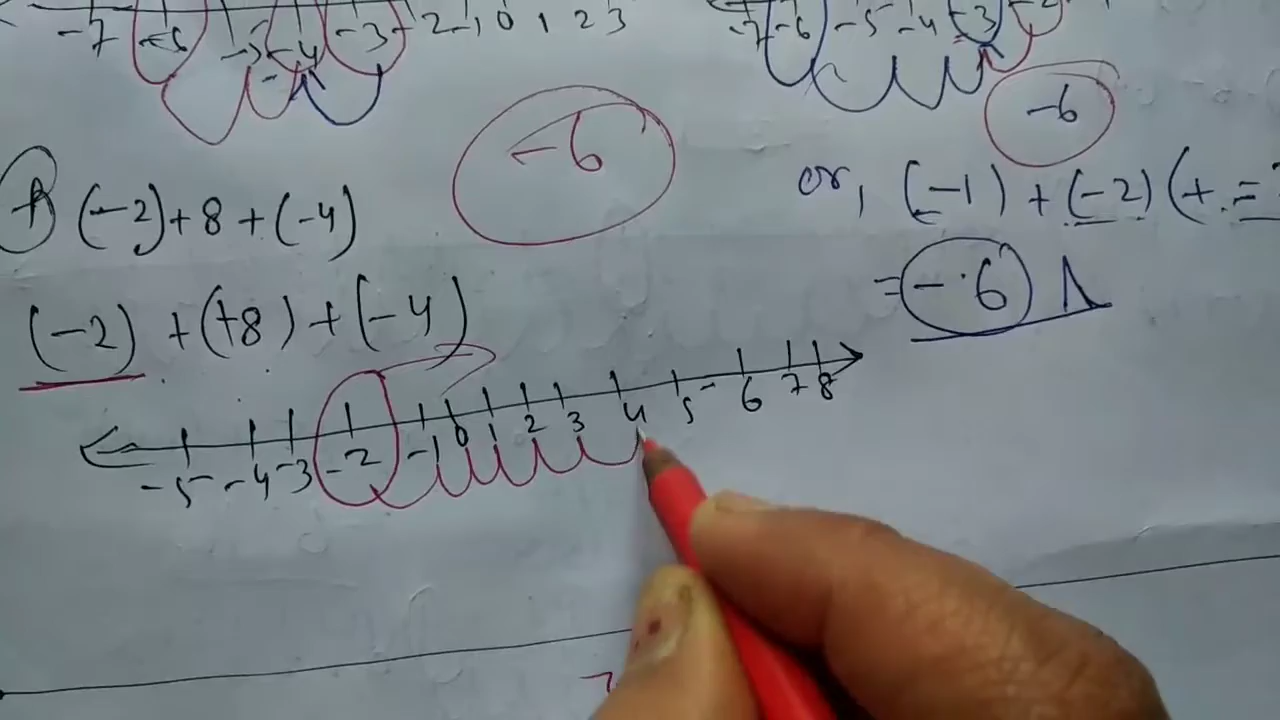 -7 -6 -5 -4 -3 -2 -1 0 1 2 3
-7 -6 -5 -4 -3 -2
-6
-6
(-2)+8+(-4)
or, (-1)+(-2)(+.=
=-6
(-2)+(+8)+(-4)
-5 -4 -3 -2 -1 0 1 2 3 4 5 6 7 8